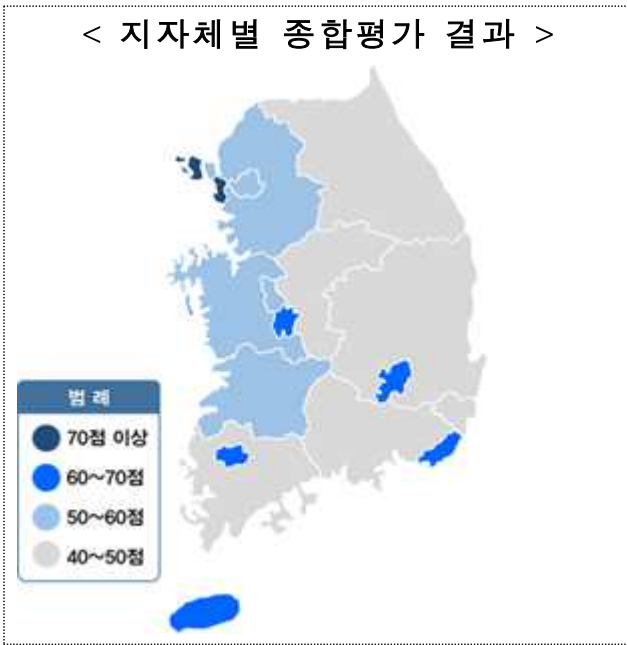 < 지자체별 종합평가 결과 >
범 례
70점 이상
60~70점
50~60점
40~50점